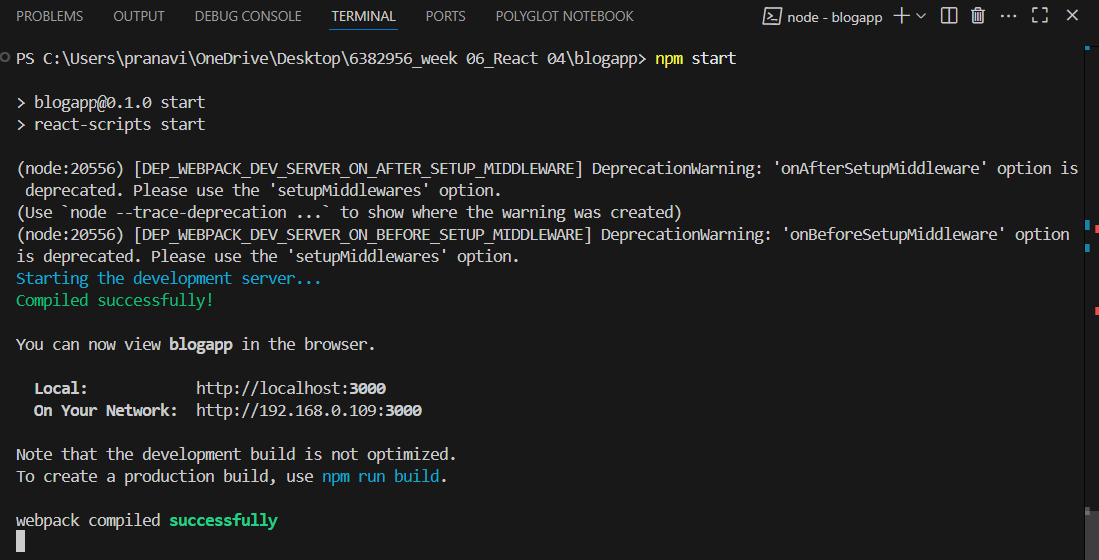 PROBLEMS OUTPUT DEBUG CONSOLE TERMINAL PORTS POLYGLOT NOTEBOOK node - blogapp
PS C:\Users\pranavi\OneDrive\Desktop\6382956_week 06_React 04\blogapp> npm start
> blogapp@0.1.0 start
> react-scripts start
(node:20556) [DEP_WEBPACK_DEV_SERVER_ON_AFTER_SETUP_MIDDLEWARE] DeprecationWarning: 'onAfterSetupMiddleware' option is
deprecated. Please use the 'setupMiddlewares' option.
(Use `node --trace-deprecation ...` to show where the warning was created)
(node:20556) [DEP_WEBPACK_DEV_SERVER_ON_BEFORE_SETUP_MIDDLEWARE] DeprecationWarning: 'onBeforeSetupMiddleware' option
is deprecated. Please use the 'setupMiddlewares' option.
Starting the development server...
Compiled successfully!
You can now view blogapp in the browser.
Local: http://localhost:3000
On Your Network: http://192.168.0.109:3000
Note that the development build is not optimized.
To create a production build, use npm run build.
webpack compiled successfully